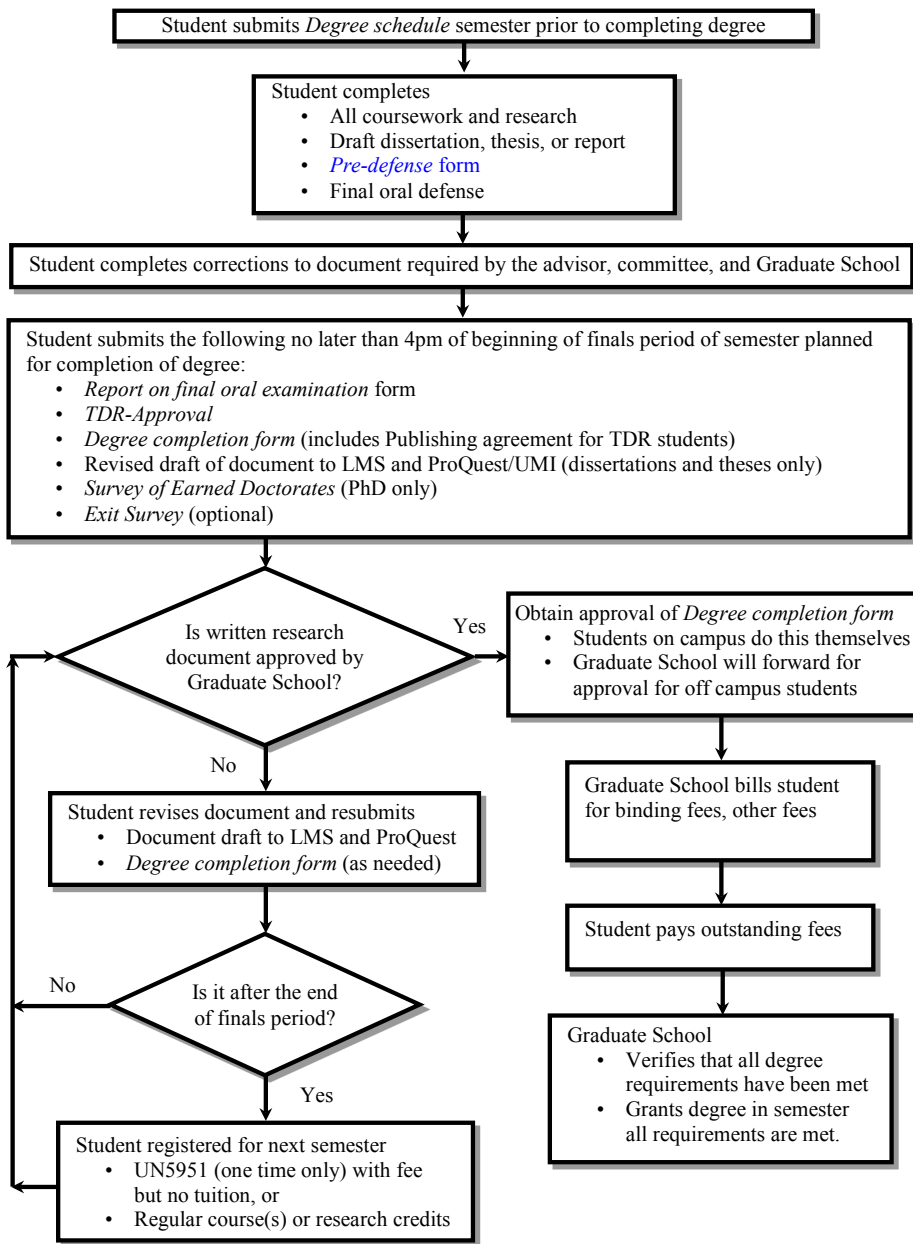 Student submits Degree schedule semester prior to completing degree
Student completes
• All coursework and research
• Draft dissertation, thesis, or report
• Pre-defense form
• Final oral defense
Student completes corrections to document required by the advisor, committee, and Graduate School
Student submits the following no later than 4pm of beginning of finals period of semester planned
for completion of degree:
• Report on final oral examination form
• TDR-Approval
• Degree completion form (includes Publishing agreement for TDR students)
• Revised draft of document to LMS and ProQuest/UMI (dissertations and theses only)
• Survey of Earned Doctorates (PhD only)
• Exit Survey (optional)
Is written research
document approved by
Graduate School?
Yes
Obtain approval of Degree completion form
• Students on campus do this themselves
• Graduate School will forward for
approval for off campus students
No
Graduate School bills student
for binding fees, other fees
Student revises document and resubmits
• Document draft to LMS and ProQuest
• Degree completion form (as needed)
Student pays outstanding fees
No
Is it after the end
of finals period?
Yes
Graduate School
• Verifies that all degree
requirements have been met
• Grants degree in semester
all requirements are met.
Student registered for next semester
• UN5951 (one time only) with fee
but no tuition, or
• Regular course(s) or research credits